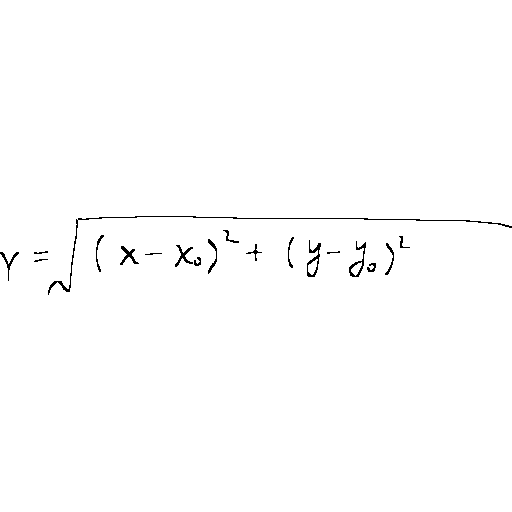 r = √((x − x₀)² + (y − y₀)²)